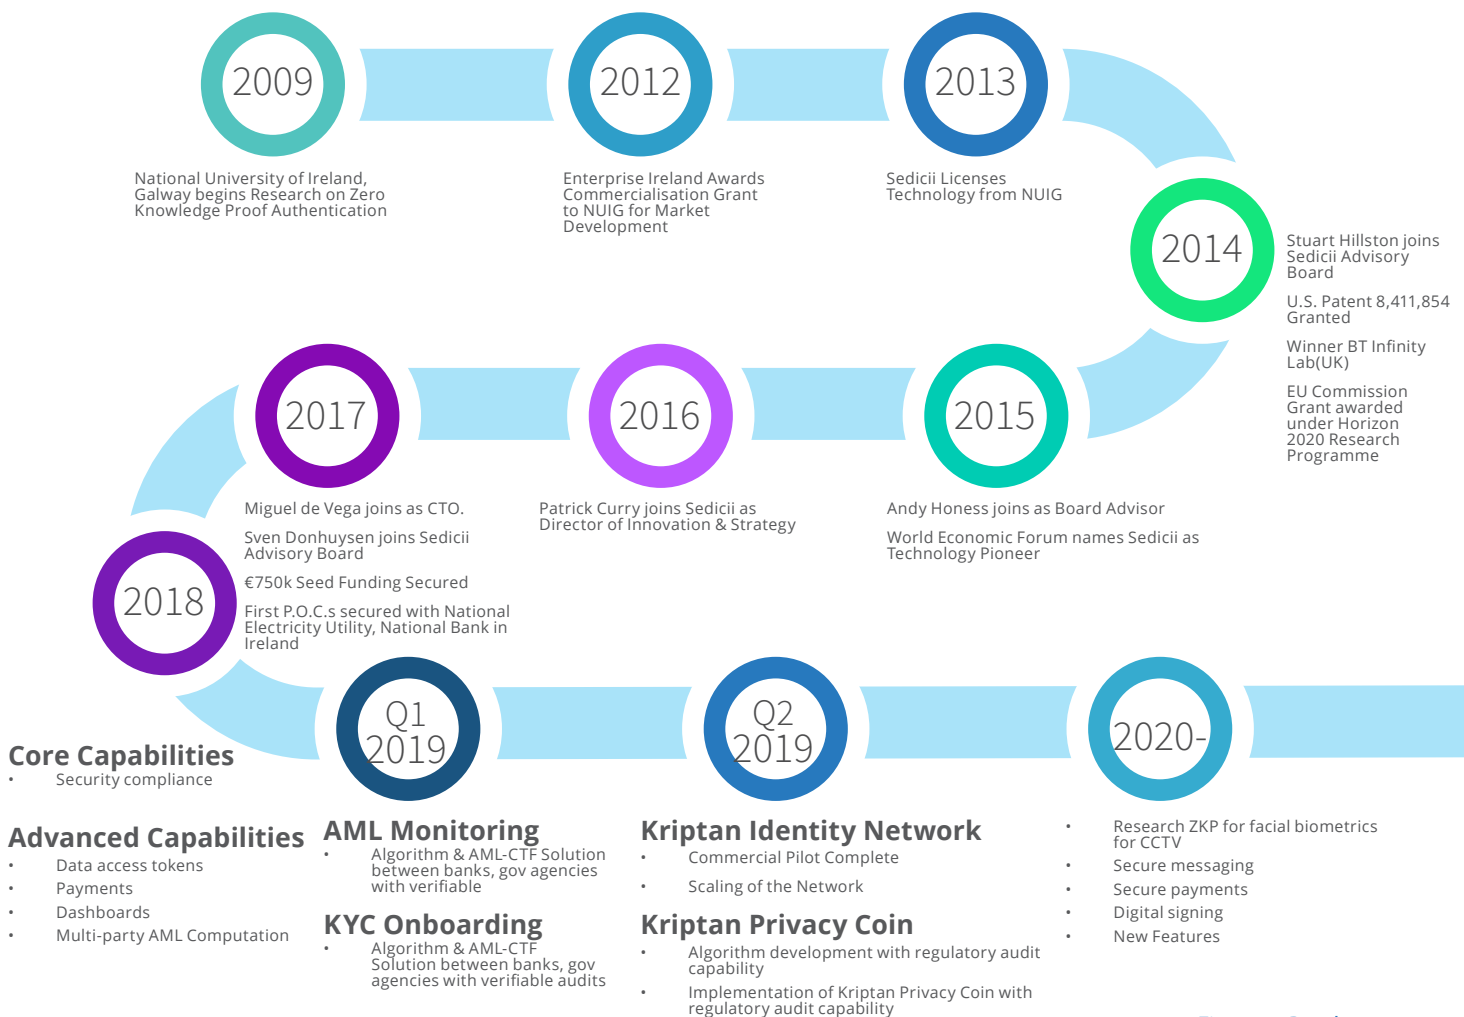 2009
2012
2013
National University of Ireland,
Galway begins Research on Zero
Knowledge Proof Authentication
Enterprise Ireland Awards
Commercialisation Grant
to NUIG for Market
Development
Sedicii Licenses
Technology from NUIG
2014
Stuart Hillston joins
Sedicii Advisory
Board
U.S. Patent 8,411,854
Granted
Winner BT Infinity
Lab(UK)
EU Commission
Grant awarded
under Horizon
2020 Research
Programme
2015
Andy Honess joins as Board Advisor
World Economic Forum names Sedicii as
Technology Pioneer
2016
Patrick Curry joins Sedicii as
Director of Innovation & Strategy
2017
Miguel de Vega joins as CTO.
Sven Donhuysen joins Sedicii
Advisory Board
€750k Seed Funding Secured
First P.O.C.s secured with National
Electricity Utility, National Bank in
Ireland
2018
Core Capabilities
• Security compliance
Advanced Capabilities
• Data access tokens
• Payments
• Dashboards
• Multi-party AML Computation
Q1
2019
AML Monitoring
• Algorithm & AML-CTF Solution
between banks, gov agencies
with verifiable
KYC Onboarding
• Algorithm & AML-CTF
Solution between banks, gov
agencies with verifiable audits
Q2
2019
Kriptan Identity Network
• Commercial Pilot Complete
• Scaling of the Network
Kriptan Privacy Coin
• Algorithm development with regulatory audit
capability
• Implementation of Kriptan Privacy Coin with
regulatory audit capability
2020-
• Research ZKP for facial biometrics
for CCTV
• Secure messaging
• Secure payments
• Digital signing
• New Features